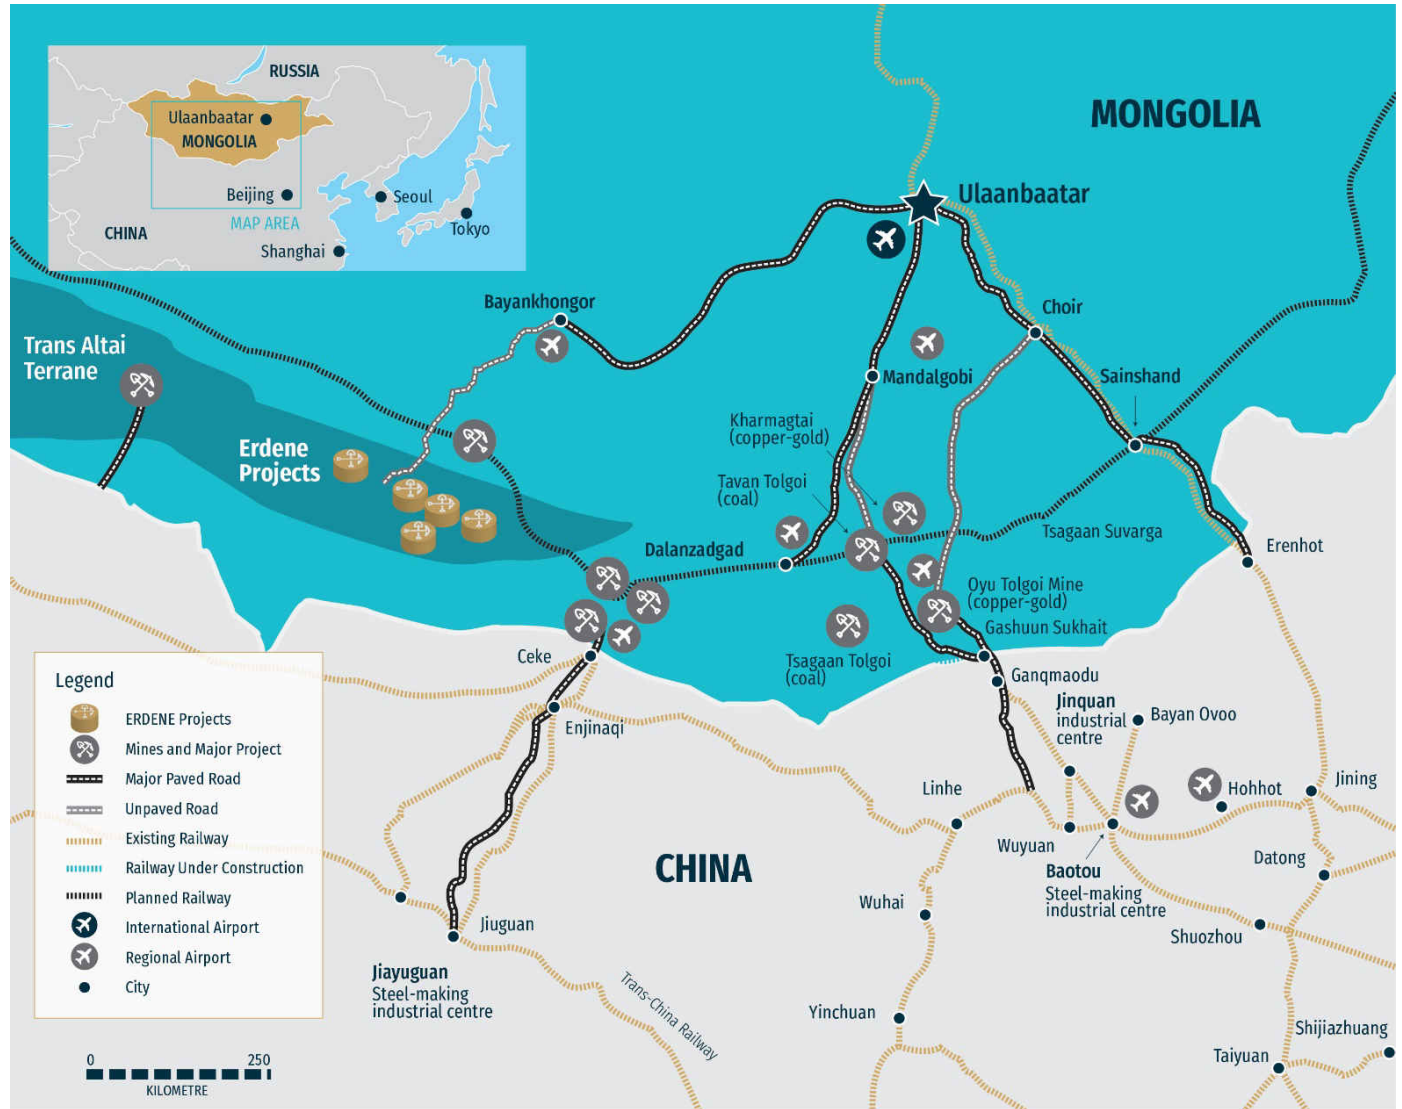 RUSSIA
Ulaanbaatar
MONGOLIA
Beijing
Seoul
MAP AREA
CHINA
Tokyo
Shanghai
MONGOLIA
Ulaanbaatar
Bayankhongor
Choir
Trans Altai
Terrane
Mandalgobi
Sainshand
Kharmagtai
(copper-gold)
Erdene
Projects
Tavan Tolgoi
(coal)
Tsagaan Suvarga
Dalanzadgad
Erenhot
Oyu Tolgoi Mine
(copper-gold)
Gashuun Sukhait
Ceke
Tsagaan Tolgoi
(coal)
Ganqmaodu
Jinquan
industrial
centre
Bayan Ovoo
Enjinaqi
Linhe
Hohhot
Jining
Wuyuan
Datong
CHINA
Baotou
Steel-making
industrial centre
Wuhai
Jiuguan
Shuozhou
Jiayuguan
Steel-making
industrial centre
Trans-China Railway
Yinchuan
Shijiazhuang
Taiyuan
Legend
ERDENE Projects
Mines and Major Project
Major Paved Road
Unpaved Road
Existing Railway
Railway Under Construction
Planned Railway
International Airport
Regional Airport
City
0 250
KILOMETRE